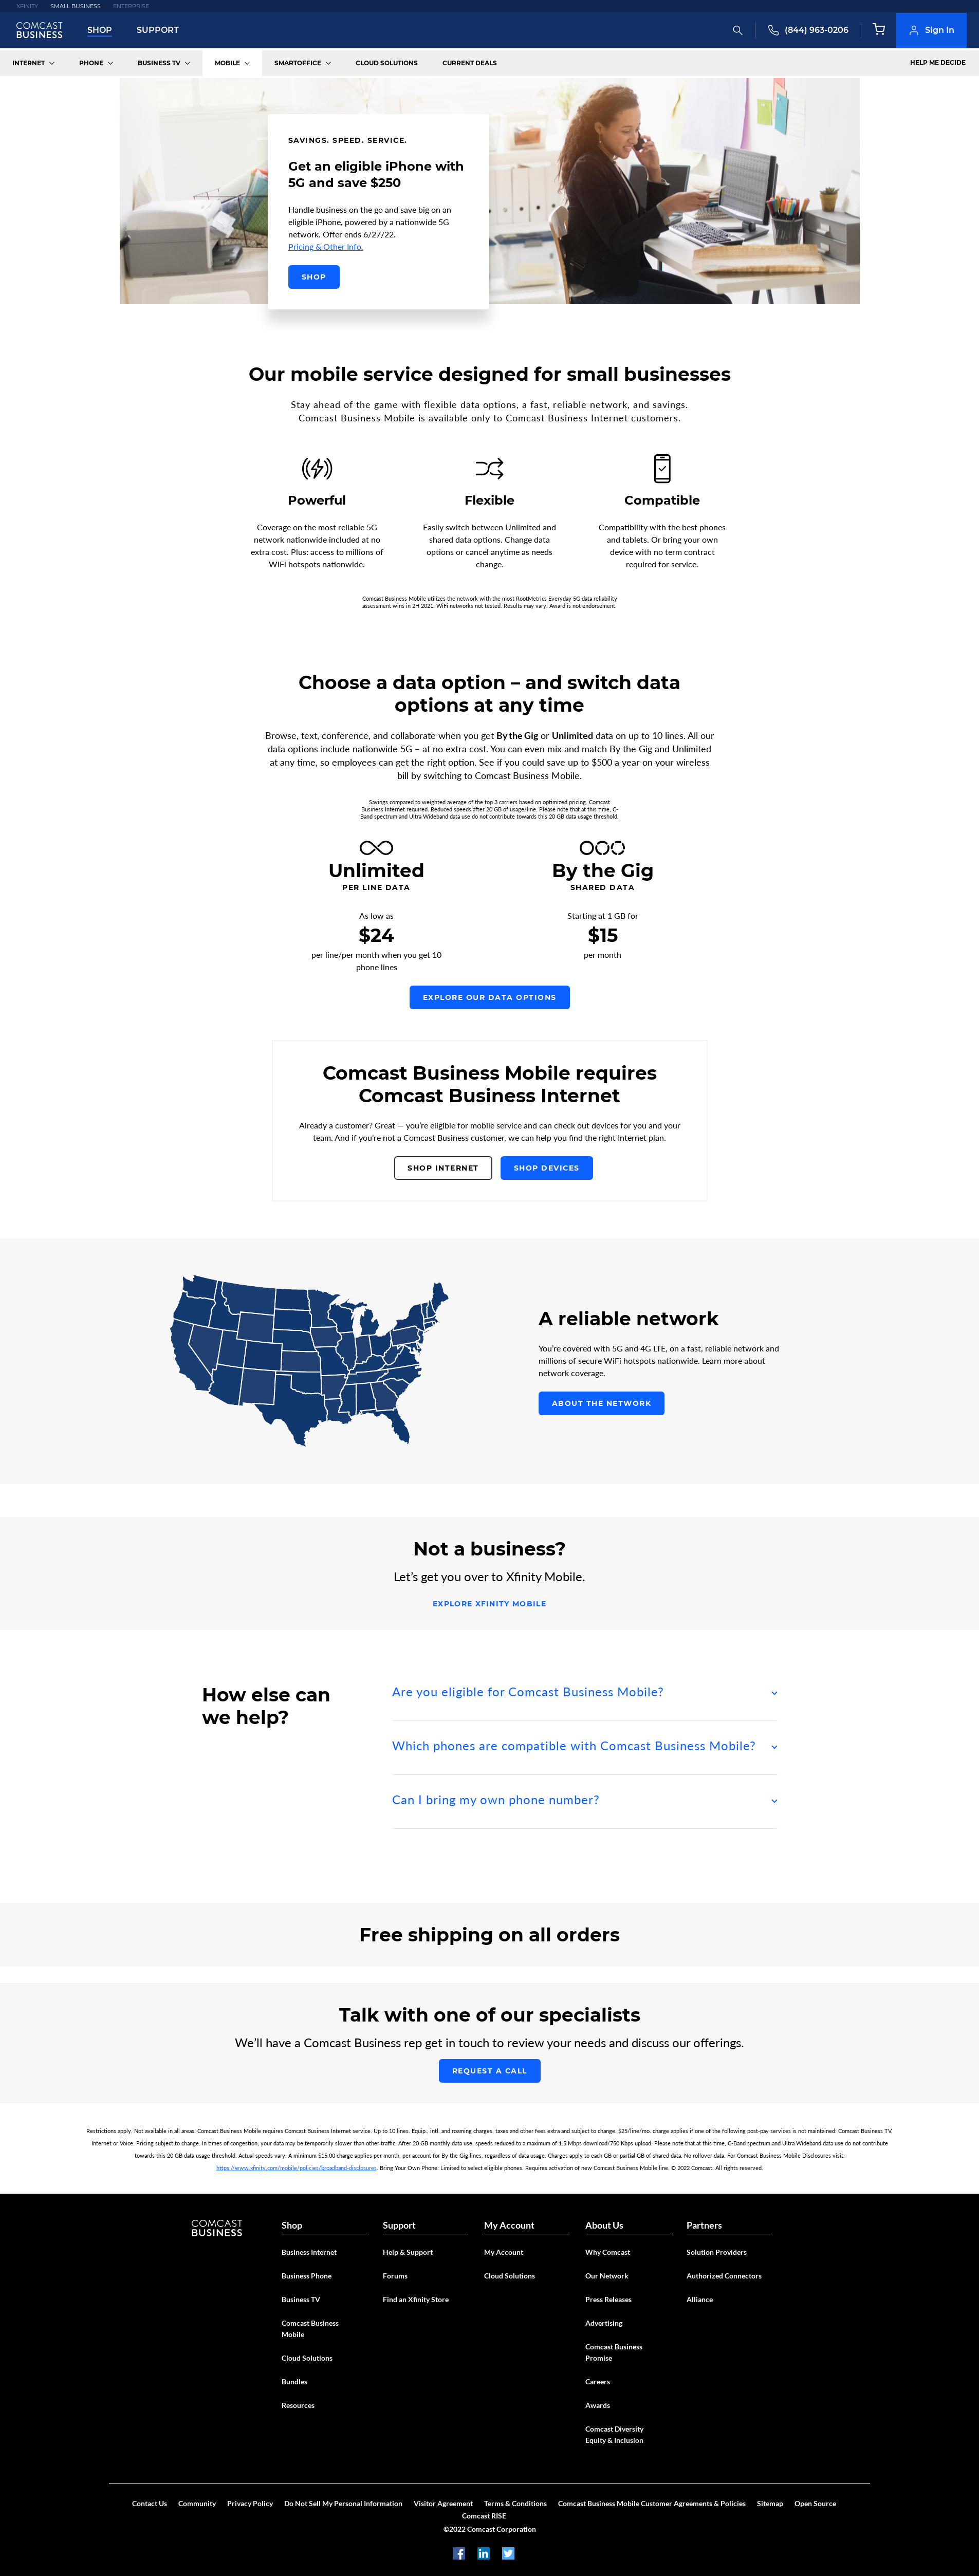 XFINITY SMALL BUSINESS ENTERPRISE
COMCAST BUSINESS SHOP SUPPORT (844) 963-0206 Sign In
INTERNET PHONE BUSINESS TV MOBILE SMARTOFFICE CLOUD SOLUTIONS CURRENT DEALS HELP ME DECIDE
SAVINGS. SPEED. SERVICE.
Get an eligible iPhone with
5G and save $250
Handle business on the go and save big on an
eligible iPhone, powered by a nationwide 5G
network. Offer ends 6/27/22.
Pricing & Other Info.
SHOP
Our mobile service designed for small businesses
Stay ahead of the game with flexible data options, a fast, reliable network, and savings.
Comcast Business Mobile is available only to Comcast Business Internet customers.
Powerful
Coverage on the most reliable 5G
network nationwide included at no
extra cost. Plus: access to millions of
WiFi hotspots nationwide.
Flexible
Easily switch between Unlimited and
shared data options. Change data
options or cancel anytime as needs
change.
Compatible
Compatibility with the best phones
and tablets. Or bring your own
device with no term contract
required for service.
Comcast Business Mobile utilizes the network with the most RootMetrics Everyday 5G data reliability
assessment wins in 2H 2021. WiFi networks not tested. Results may vary. Award is not endorsement.
Choose a data option – and switch data
options at any time
Browse, text, conference, and collaborate when you get By the Gig or Unlimited data on up to 10 lines. All our
data options include nationwide 5G – at no extra cost. You can even mix and match By the Gig and Unlimited
at any time, so employees can get the right option. See if you could save up to $500 a year on your wireless
bill by switching to Comcast Business Mobile.
Savings compared to weighted average of the top 3 carriers based on optimized pricing. Comcast
Business Internet required. Reduced speeds after 20 GB of usage/line. Please note that at this time, C-
Band spectrum and Ultra Wideband data use do not contribute towards this 20 GB data usage threshold.
Unlimited
PER LINE DATA
As low as
$24
per line/per month when you get 10
phone lines
By the Gig
SHARED DATA
Starting at 1 GB for
$15
per month
EXPLORE OUR DATA OPTIONS
Comcast Business Mobile requires
Comcast Business Internet
Already a customer? Great — you’re eligible for mobile service and can check out devices for you and your
team. And if you’re not a Comcast Business customer, we can help you find the right Internet plan.
SHOP INTERNET SHOP DEVICES
A reliable network
You’re covered with 5G and 4G LTE, on a fast, reliable network and
millions of secure WiFi hotspots nationwide. Learn more about
network coverage.
ABOUT THE NETWORK
Not a business?
Let’s get you over to Xfinity Mobile.
EXPLORE XFINITY MOBILE
How else can
we help?
Are you eligible for Comcast Business Mobile?
Which phones are compatible with Comcast Business Mobile?
Can I bring my own phone number?
Free shipping on all orders
Talk with one of our specialists
We’ll have a Comcast Business rep get in touch to review your needs and discuss our offerings.
REQUEST A CALL
Restrictions apply. Not available in all areas. Comcast Business Mobile requires Comcast Business Internet service. Up to 10 lines. Equip., intl. and roaming charges, taxes and other fees extra and subject to change. $25/line/mo. charge applies if one of the following post-pay services is not maintained: Comcast Business TV,
Internet or Voice. Pricing subject to change. In times of congestion, your data may be temporarily slower than other traffic. After 20 GB monthly data use, speeds reduced to a maximum of 1.5 Mbps download/750 Kbps upload. Please note that at this time, C-Band spectrum and Ultra Wideband data use do not contribute
towards this 20 GB data usage threshold. Actual speeds vary. A minimum $15.00 charge applies per month, per account for By the Gig lines, regardless of data usage. Charges apply to each GB or partial GB of shared data. No rollover data. For Comcast Business Mobile Disclosures visit:
https://www.xfinity.com/mobile/policies/broadband-disclosures. Bring Your Own Phone: Limited to select eligible phones. Requires activation of new Comcast Business Mobile line. © 2022 Comcast. All rights reserved.
COMCAST
BUSINESS
Shop
Business Internet
Business Phone
Business TV
Comcast Business
Mobile
Cloud Solutions
Bundles
Resources
Support
Help & Support
Forums
Find an Xfinity Store
My Account
My Account
Cloud Solutions
About Us
Why Comcast
Our Network
Press Releases
Advertising
Comcast Business
Promise
Careers
Awards
Comcast Diversity
Equity & Inclusion
Partners
Solution Providers
Authorized Connectors
Alliance
Contact Us Community Privacy Policy Do Not Sell My Personal Information Visitor Agreement Terms & Conditions Comcast Business Mobile Customer Agreements & Policies Sitemap Open Source
Comcast RISE
©2022 Comcast Corporation